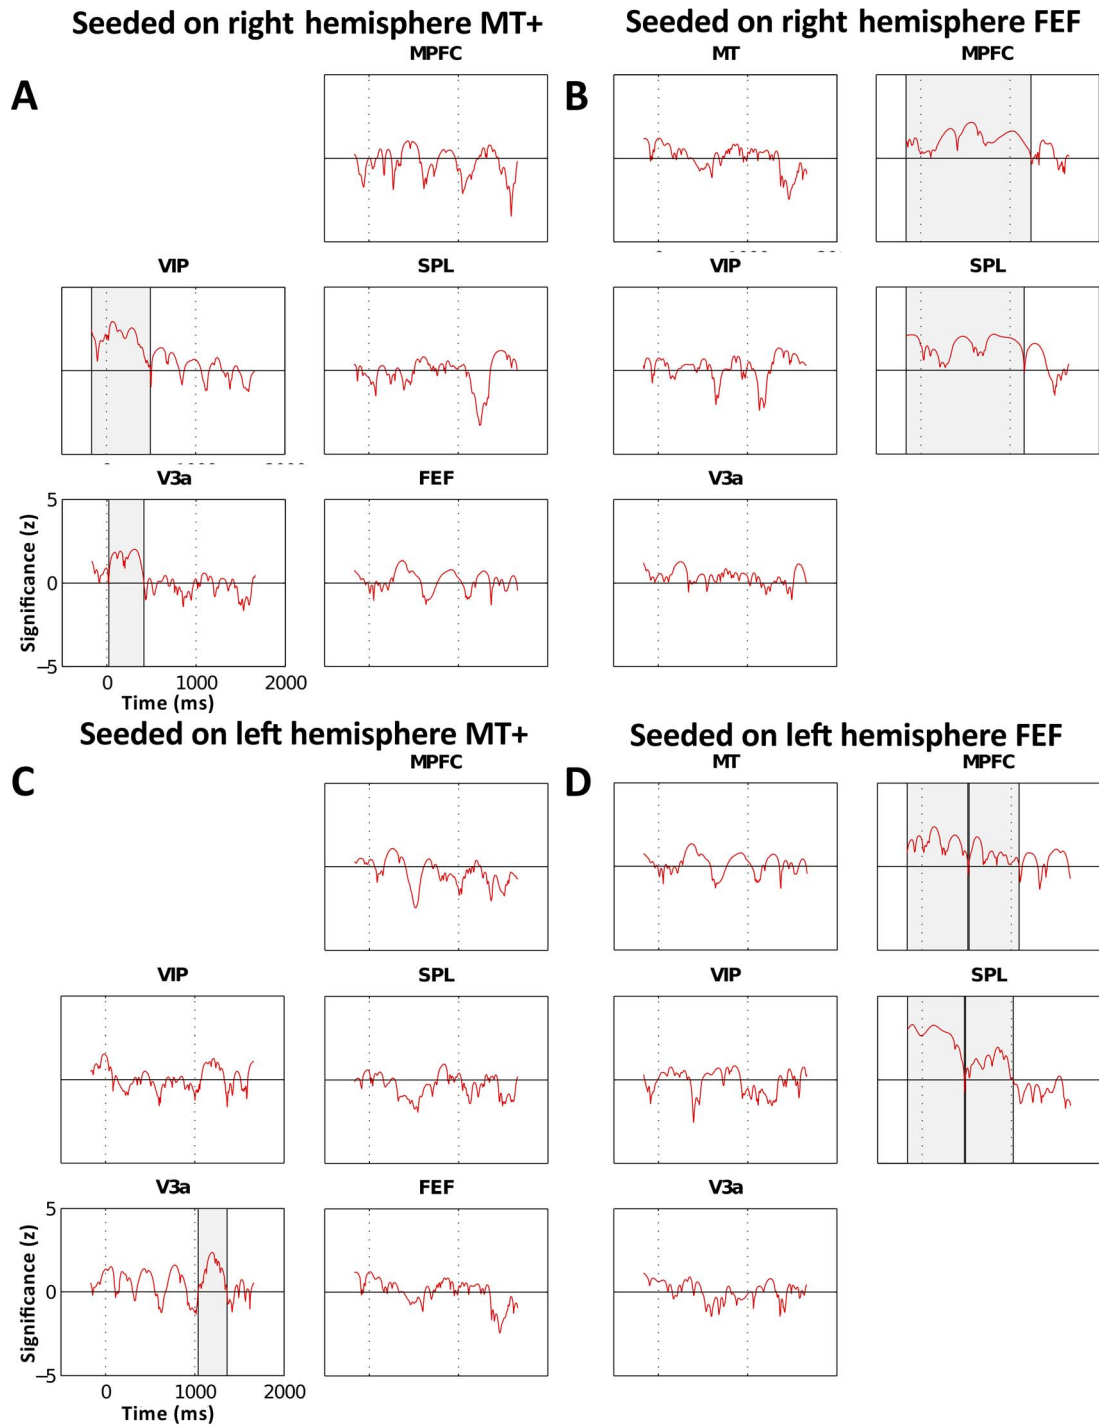 Seeded on right hemisphere MT+
Seeded on right hemisphere FEF
A
MPFC
B
MT
MPFC
VIP
SPL
VIP
SPL
V3a
FEF
V3a
5
0
−5
Significance (z)
0 1000 2000
Time (ms)
Seeded on left hemisphere MT+
Seeded on left hemisphere FEF
C
MPFC
D
MT
MPFC
VIP
SPL
VIP
SPL
V3a
FEF
V3a
5
0
−5
Significance (z)
0 1000 2000
Time (ms)